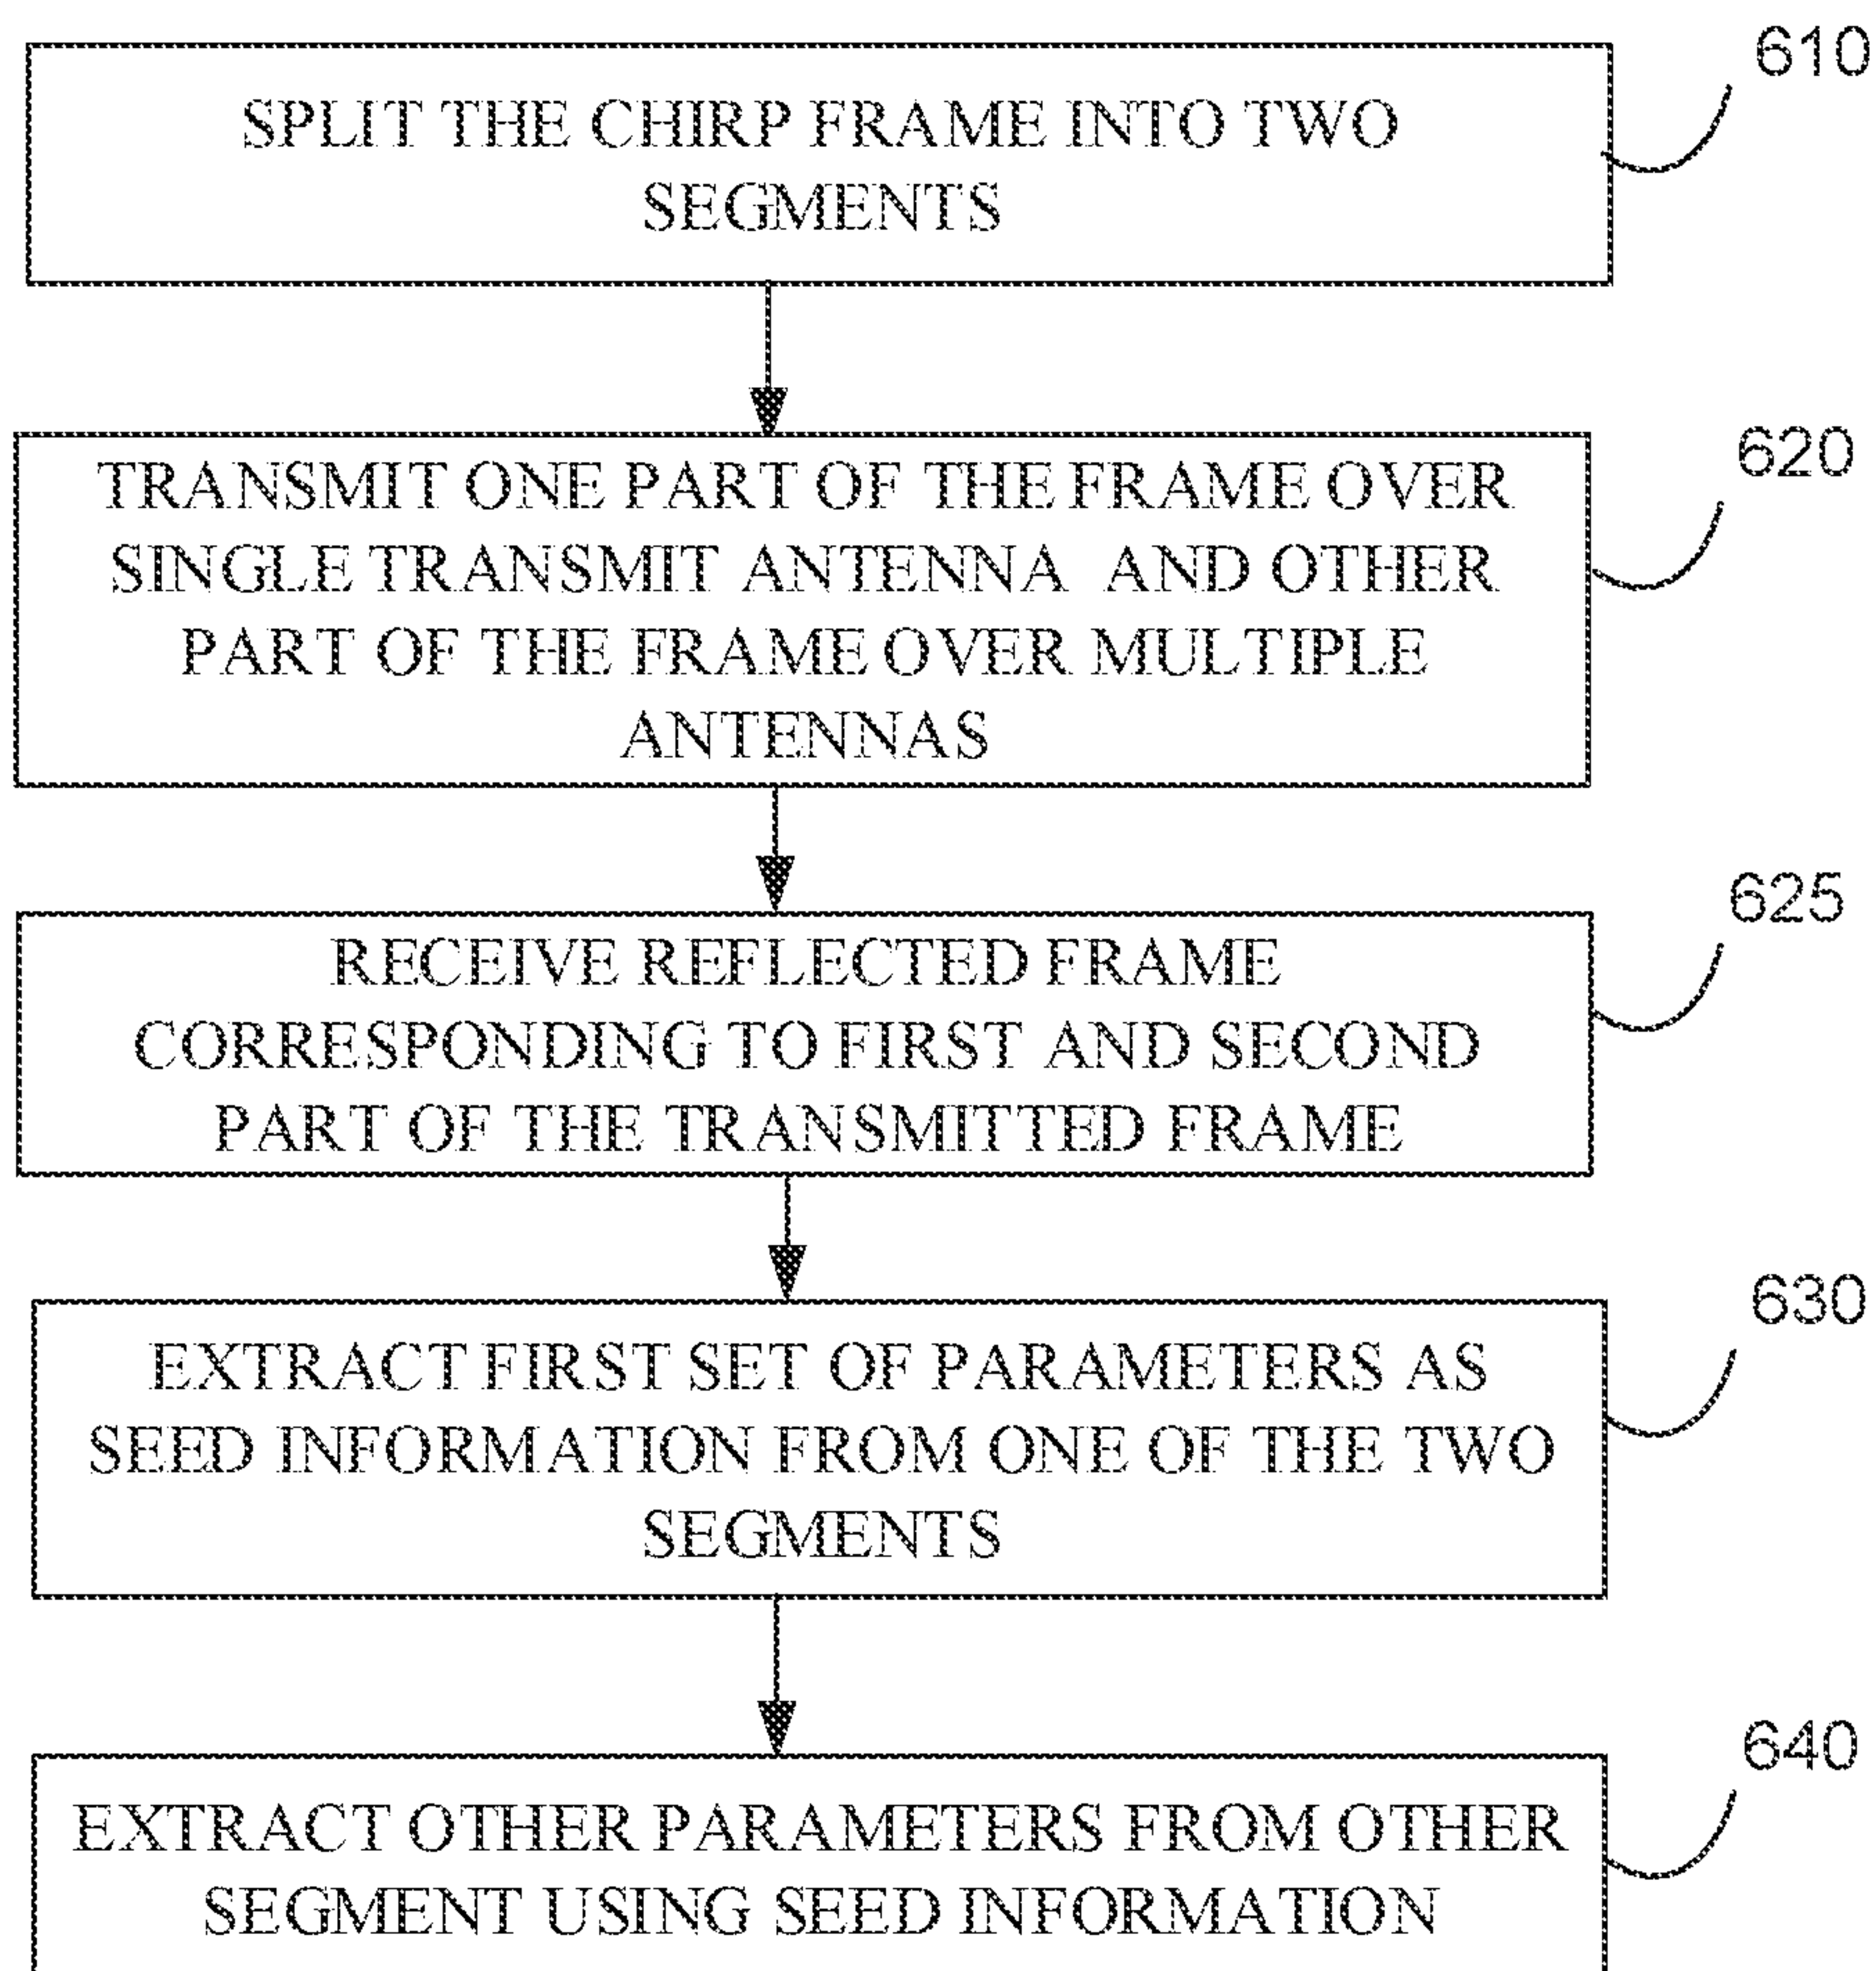 610
SPLIT THE CHIRP FRAME INTO TWO
SEGMENTS
620
TRANSMIT ONE PART OF THE FRAME OVER
SINGLE TRANSMIT ANTENNA AND OTHER
PART OF THE FRAME OVER MULTIPLE
ANTENNAS
625
RECEIVE REFLECTED FRAME
CORRESPONDING TO FIRST AND SECOND
PART OF THE TRANSMITTED FRAME
630
EXTRACT FIRST SET OF PARAMETERS AS
SEED INFORMATION FROM ONE OF THE TWO
SEGMENTS
640
EXTRACT OTHER PARAMETERS FROM OTHER
SEGMENT USING SEED INFORMATION